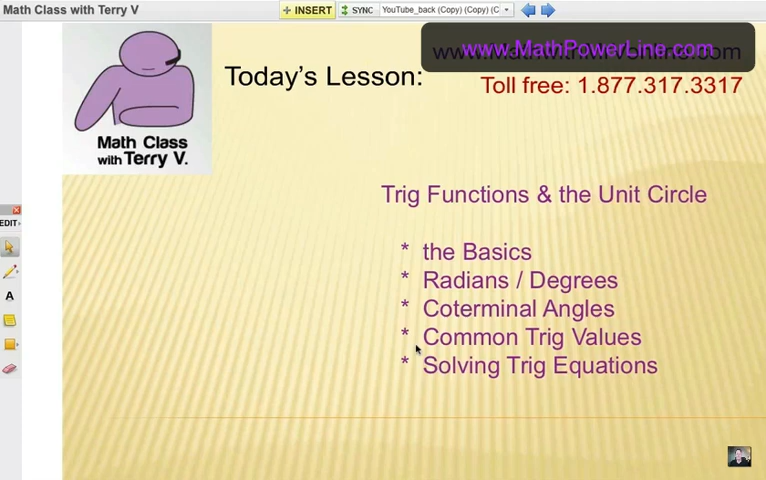 Math Class with Terry V
INSERT
SYNC
YouTube_back (Copy) (Copy) (C
www.MathPowerLine.com
Today's Lesson:
Toll free: 1.877.317.3317
Math Class
with Terry V.
EDIT
Trig Functions & the Unit Circle
* the Basics
* Radians / Degrees
* Coterminal Angles
* Common Trig Values
* Solving Trig Equations
A